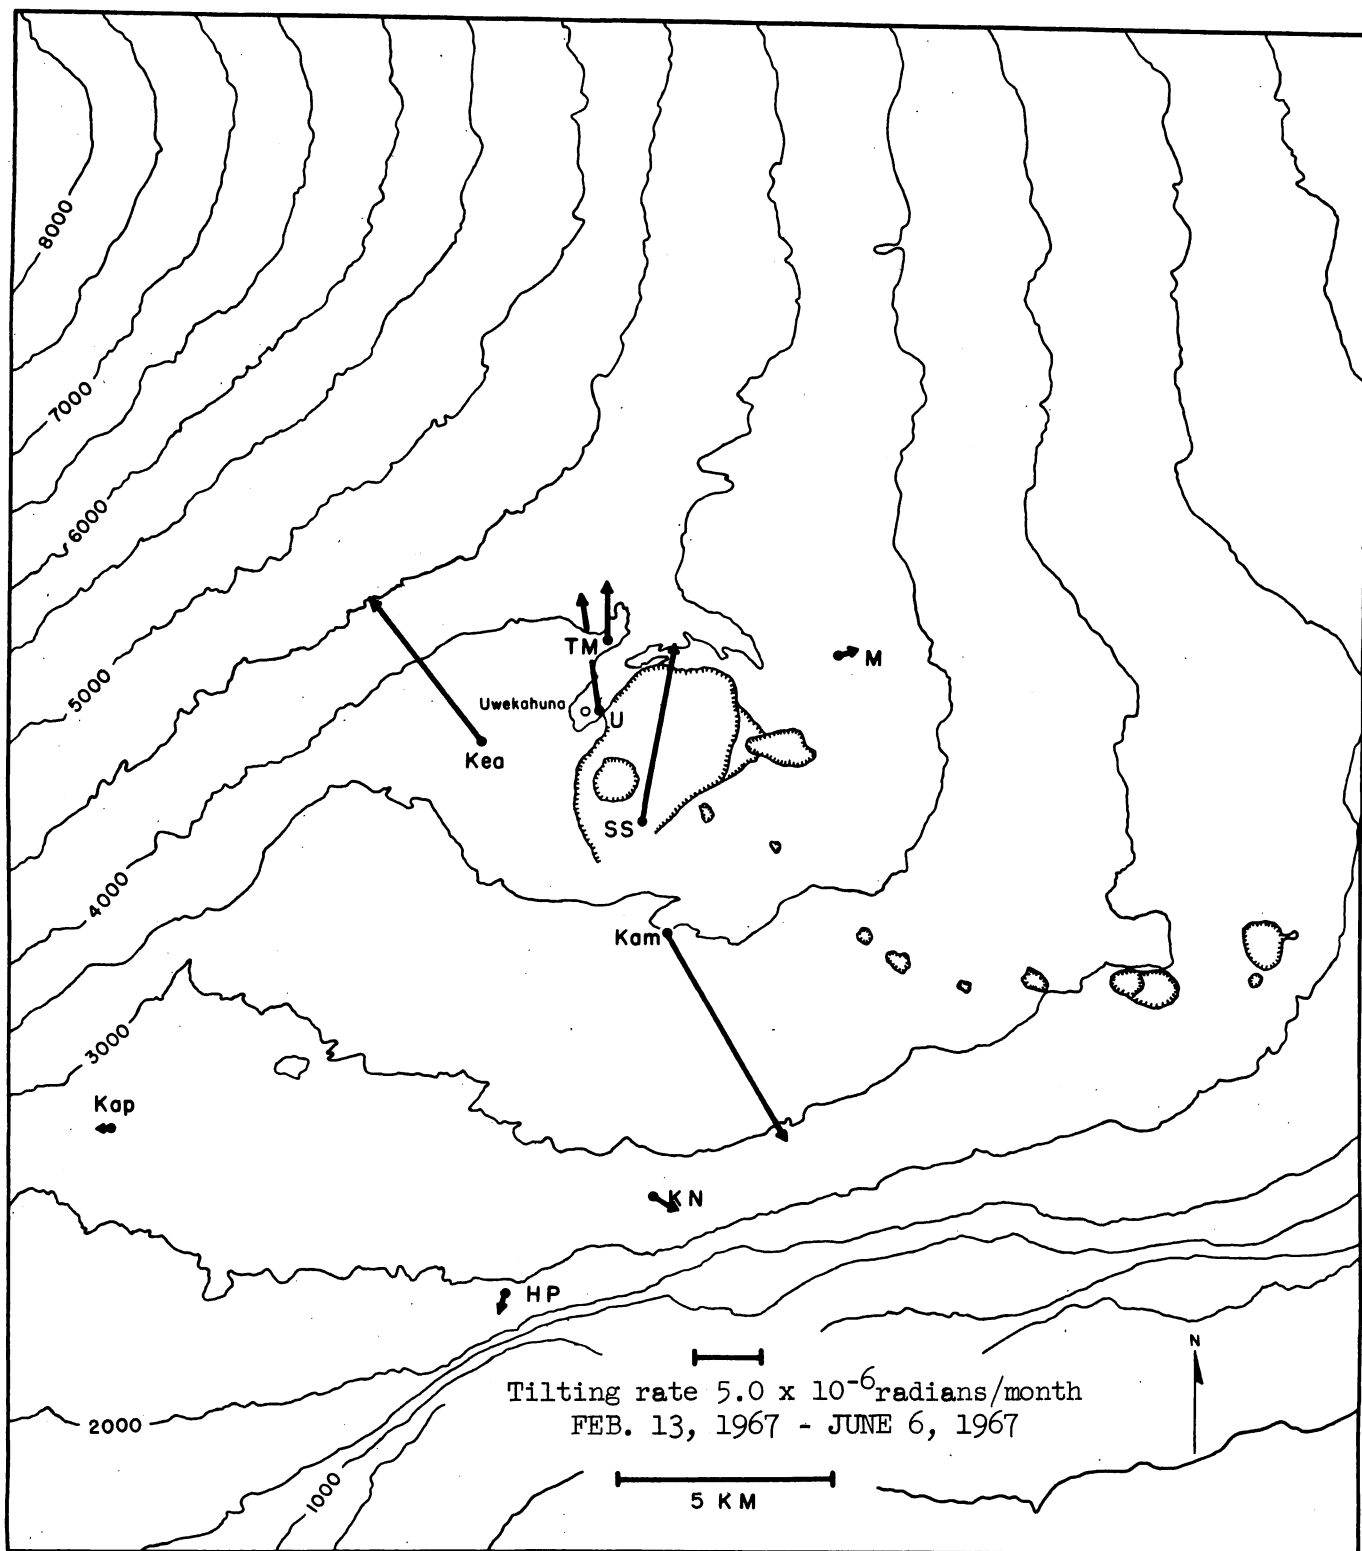 8000
7000
6000
5000
4000
3000
2000
1000
TM
M
Uwekahuna
U
Kea
SS
Kam
Kap
KN
HP
N
Tilting rate 5.0 x 10⁻⁶radians/month
FEB. 13, 1967 - JUNE 6, 1967
5 KM